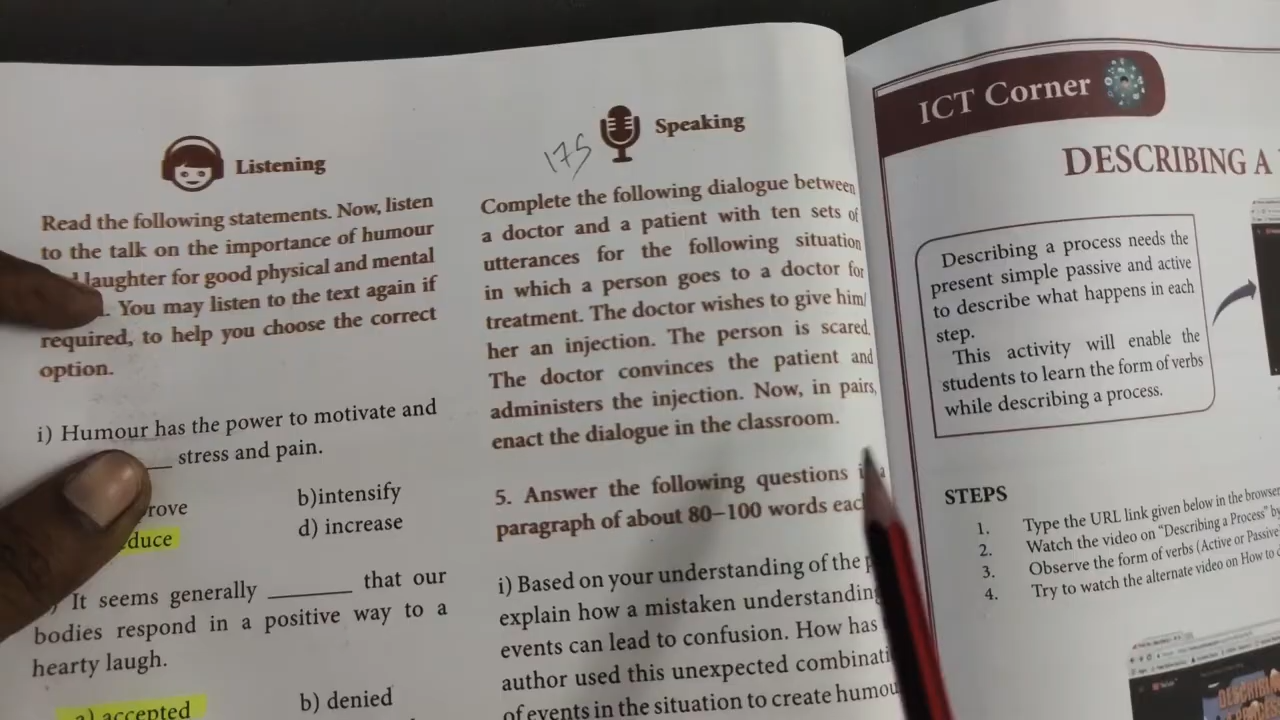 Listening
Read the following statements. Now, listen
to the talk on the importance of humour
laughter for good physical and mental
You may listen to the text again if
required, to help you choose the correct
option.
i) Humour has the power to motivate and
____ stress and pain.
b)intensify
d) increase
It seems generally ______ that our
bodies respond in a positive way to a
hearty laugh.
a) accepted
b) denied
175
Speaking
Complete the following dialogue between
a doctor and a patient with ten sets of
utterances for the following situation
in which a person goes to a doctor for
treatment. The doctor wishes to give him/
her an injection. The person is scared.
The doctor convinces the patient and
administers the injection. Now, in pairs,
enact the dialogue in the classroom.
5. Answer the following questions
paragraph of about 80–100 words
i) Based on your understanding of the
explain how a mistaken understanding
events can lead to confusion. How has
author used this unexpected
of events in the situation to create
ICT Corner
DESCRIBING A
Describing a process needs the
present simple passive and active
to describe what happens in each
step.
This activity will enable the
students to learn the form of verbs
while describing a process.
STEPS
1. Type the URL link given below in the browser
2. Watch the video on "Describing a Process" by
3. Observe the form of verbs (Active or Passive
4. Try to watch the alternate video on How to